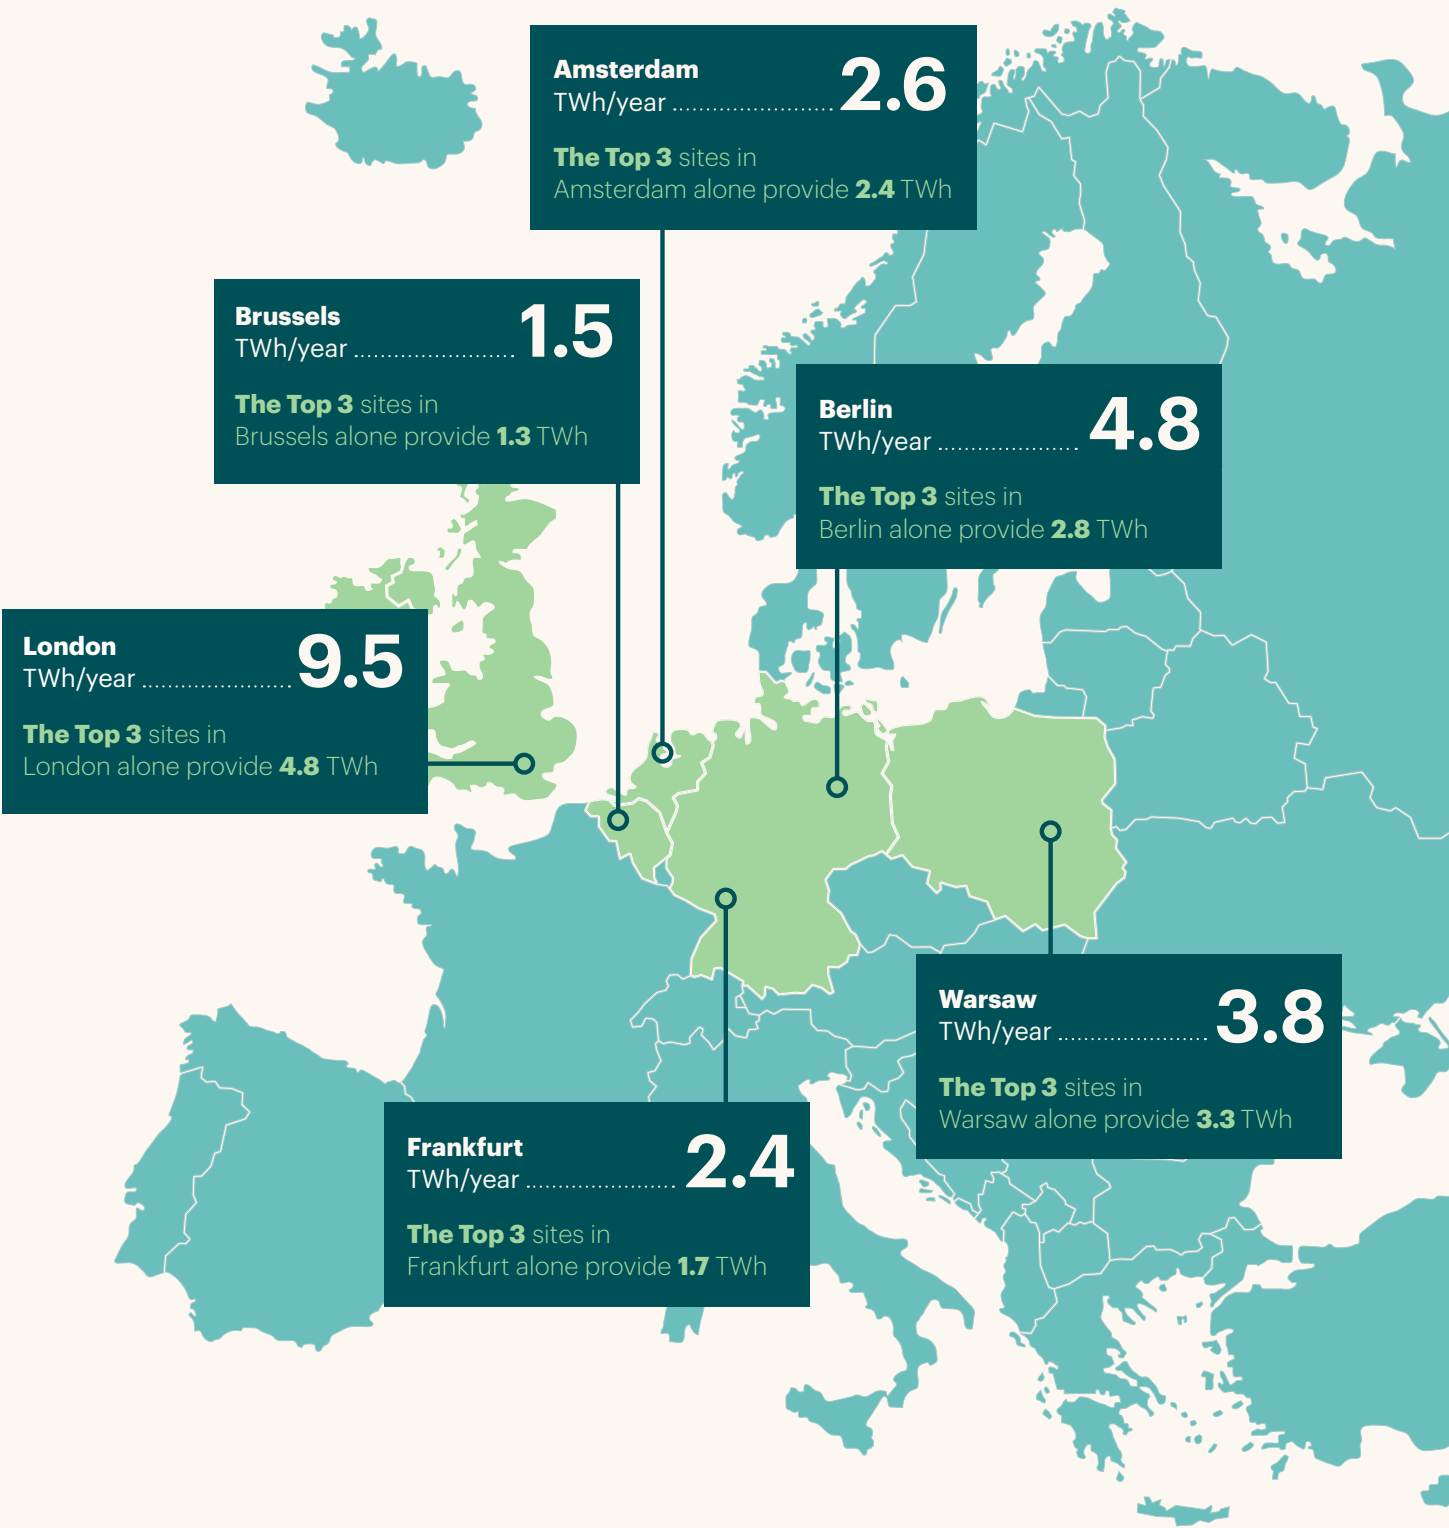 Amsterdam
TWh/year ......................... 2.6
The Top 3 sites in
Amsterdam alone provide 2.4 TWh
Brussels
TWh/year ......................... 1.5
The Top 3 sites in
Brussels alone provide 1.3 TWh
Berlin
TWh/year ...................... 4.8
The Top 3 sites in
Berlin alone provide 2.8 TWh
London
TWh/year ....................... 9.5
The Top 3 sites in
London alone provide 4.8 TWh
Warsaw
TWh/year ....................... 3.8
The Top 3 sites in
Warsaw alone provide 3.3 TWh
Frankfurt
TWh/year ....................... 2.4
The Top 3 sites in
Frankfurt alone provide 1.7 TWh